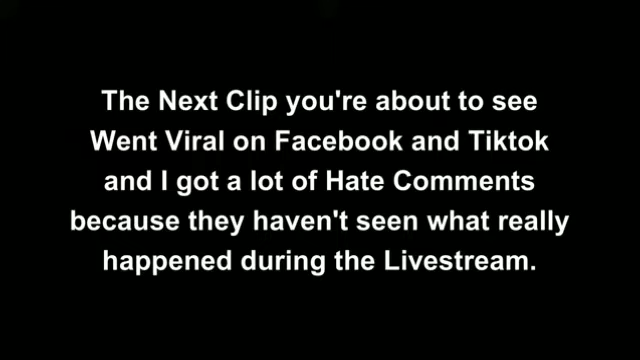 The Next Clip you're about to see
Went Viral on Facebook and Tiktok
and I got a lot of Hate Comments
because they haven't seen what really
happened during the Livestream.